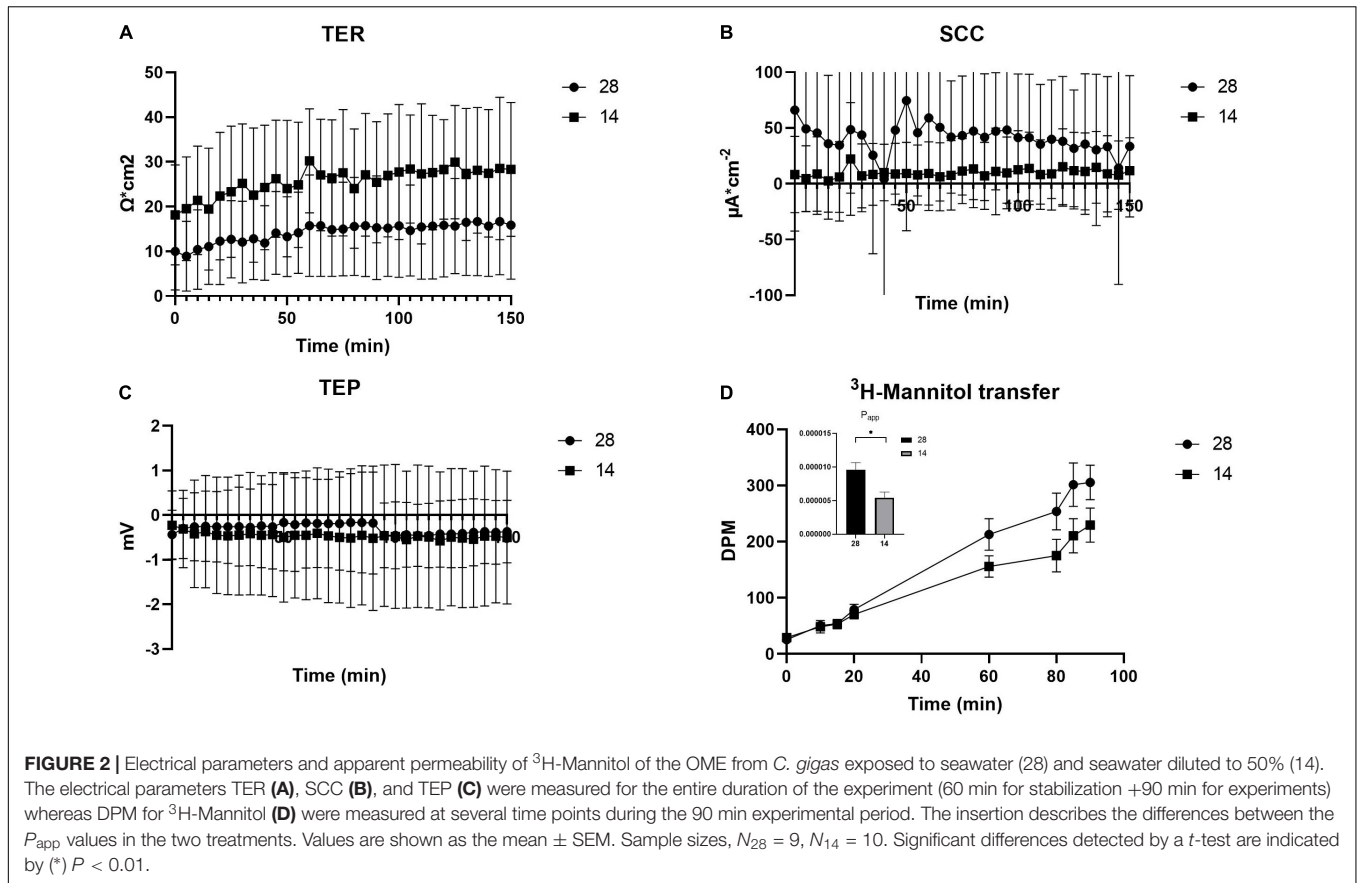 A
TER
50
40
30
20
10
0
Ω*cm2
0
50
100
150
Time (min)
28
14
B
SCC
100
50
0
-50
-100
µA*cm⁻²
50
100
150
Time (min)
28
14
C
TEP
2
1
0
-1
-2
-3
mV
Time (min)
28
14
D
³H-Mannitol transfer
400
300
200
100
0
DPM
0
20
40
60
80
100
Time (min)
28
14
Papp
0.000015
0.000010
0.000005
0.000000
*
28
14
28
14
FIGURE 2 | Electrical parameters and apparent permeability of ³H-Mannitol of the OME from C. gigas exposed to seawater (28) and seawater diluted to 50% (14).
The electrical parameters TER (A), SCC (B), and TEP (C) were measured for the entire duration of the experiment (60 min for stabilization +90 min for experiments)
whereas DPM for ³H-Mannitol (D) were measured at several time points during the 90 min experimental period. The insertion describes the differences between the
Papp values in the two treatments. Values are shown as the mean ± SEM. Sample sizes, N28 = 9, N14 = 10. Significant differences detected by a t-test are indicated
by (*) P < 0.01.